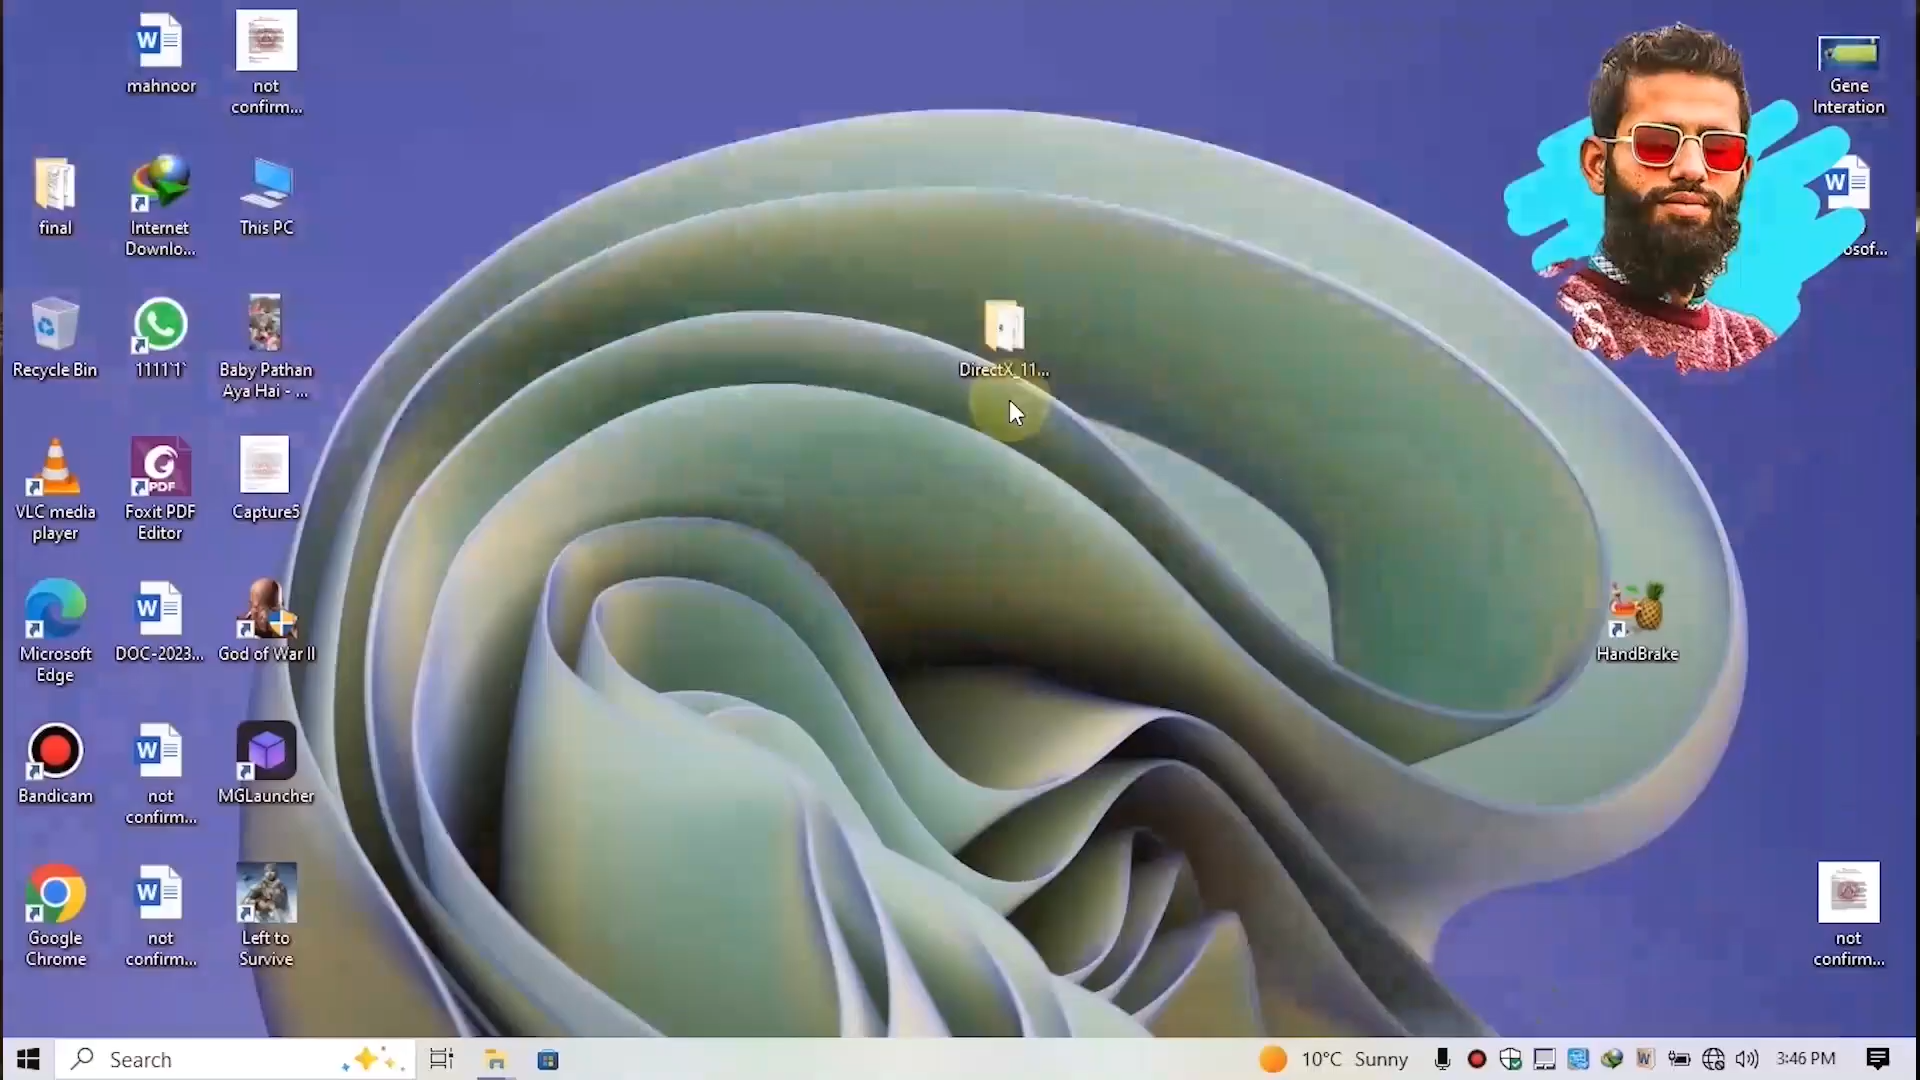 mahnoor
not
confirm...
Gene
Interation
final
Internet
Downlo...
This PC
osof...
Recycle Bin
1111`1`
Baby Pathan
Aya Hai - ...
DirectX_11...
VLC media
player
PDF
Foxit PDF
Editor
Capture5
Microsoft
Edge
DOC-2023...
God of War II
HandBrake
Bandicam
not
confirm...
MGLauncher
Google
Chrome
not
confirm...
Left to
Survive
not
confirm...
Search
10°C Sunny
3:46 PM